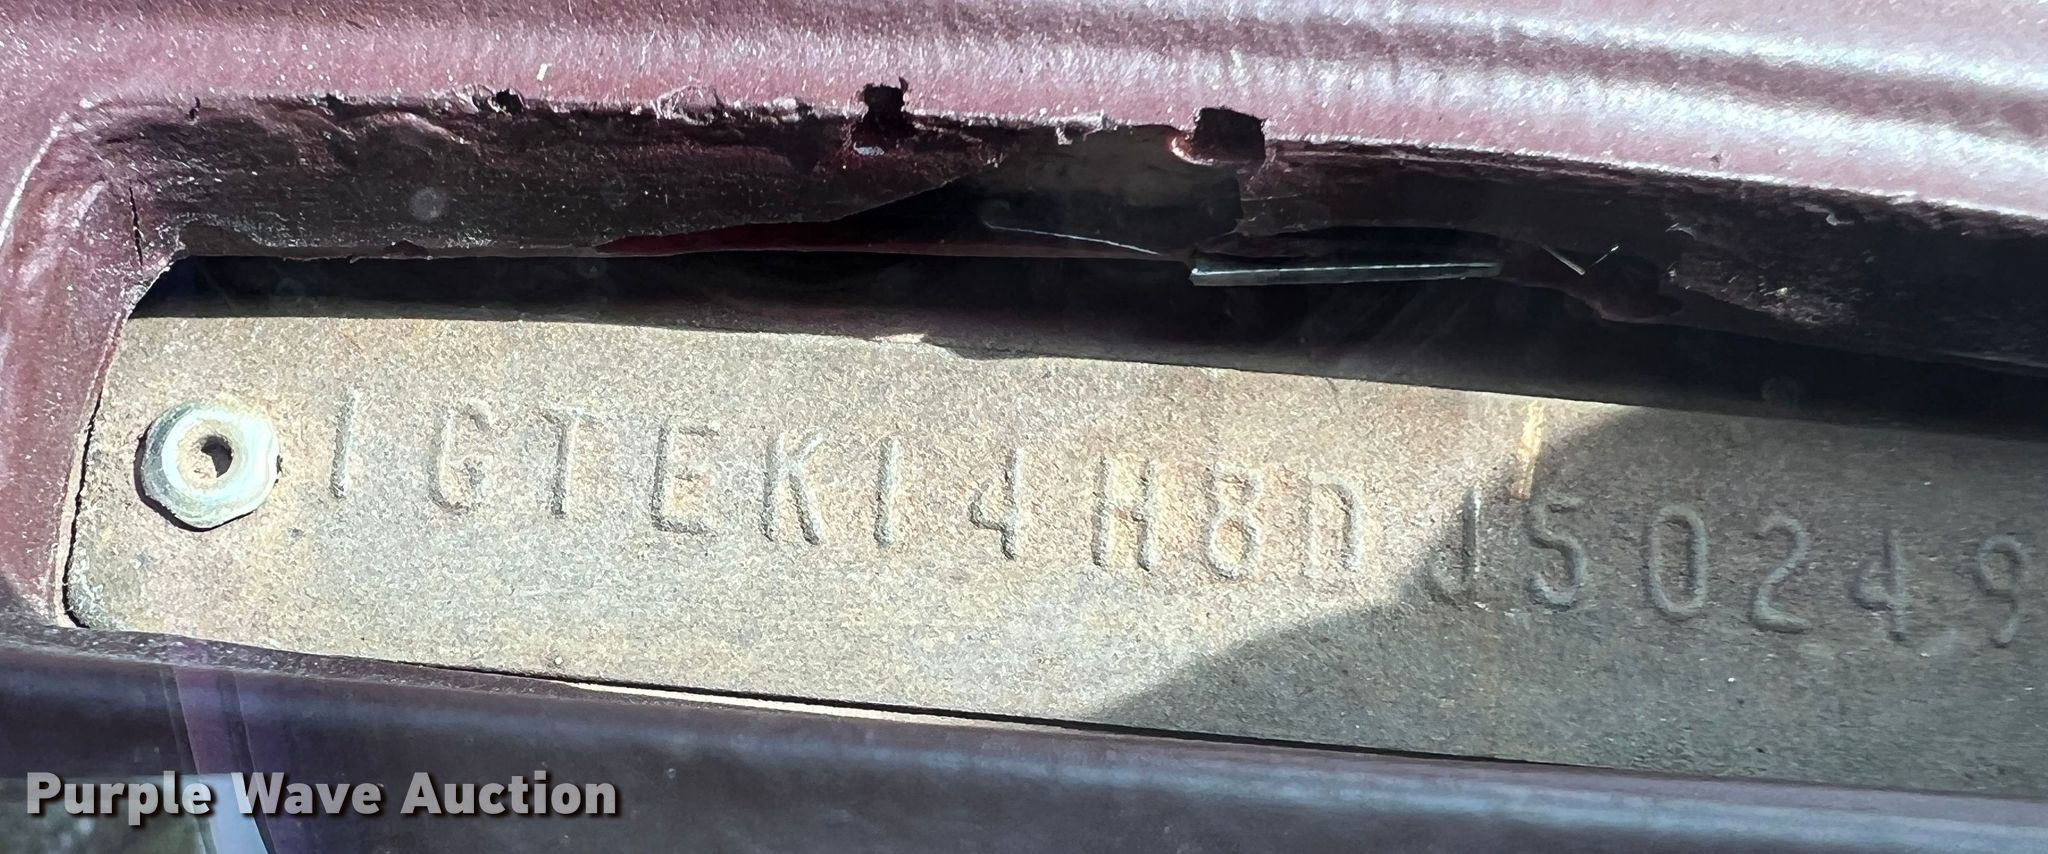 1GTEK14H8DJ50249
Purple Wave Auction